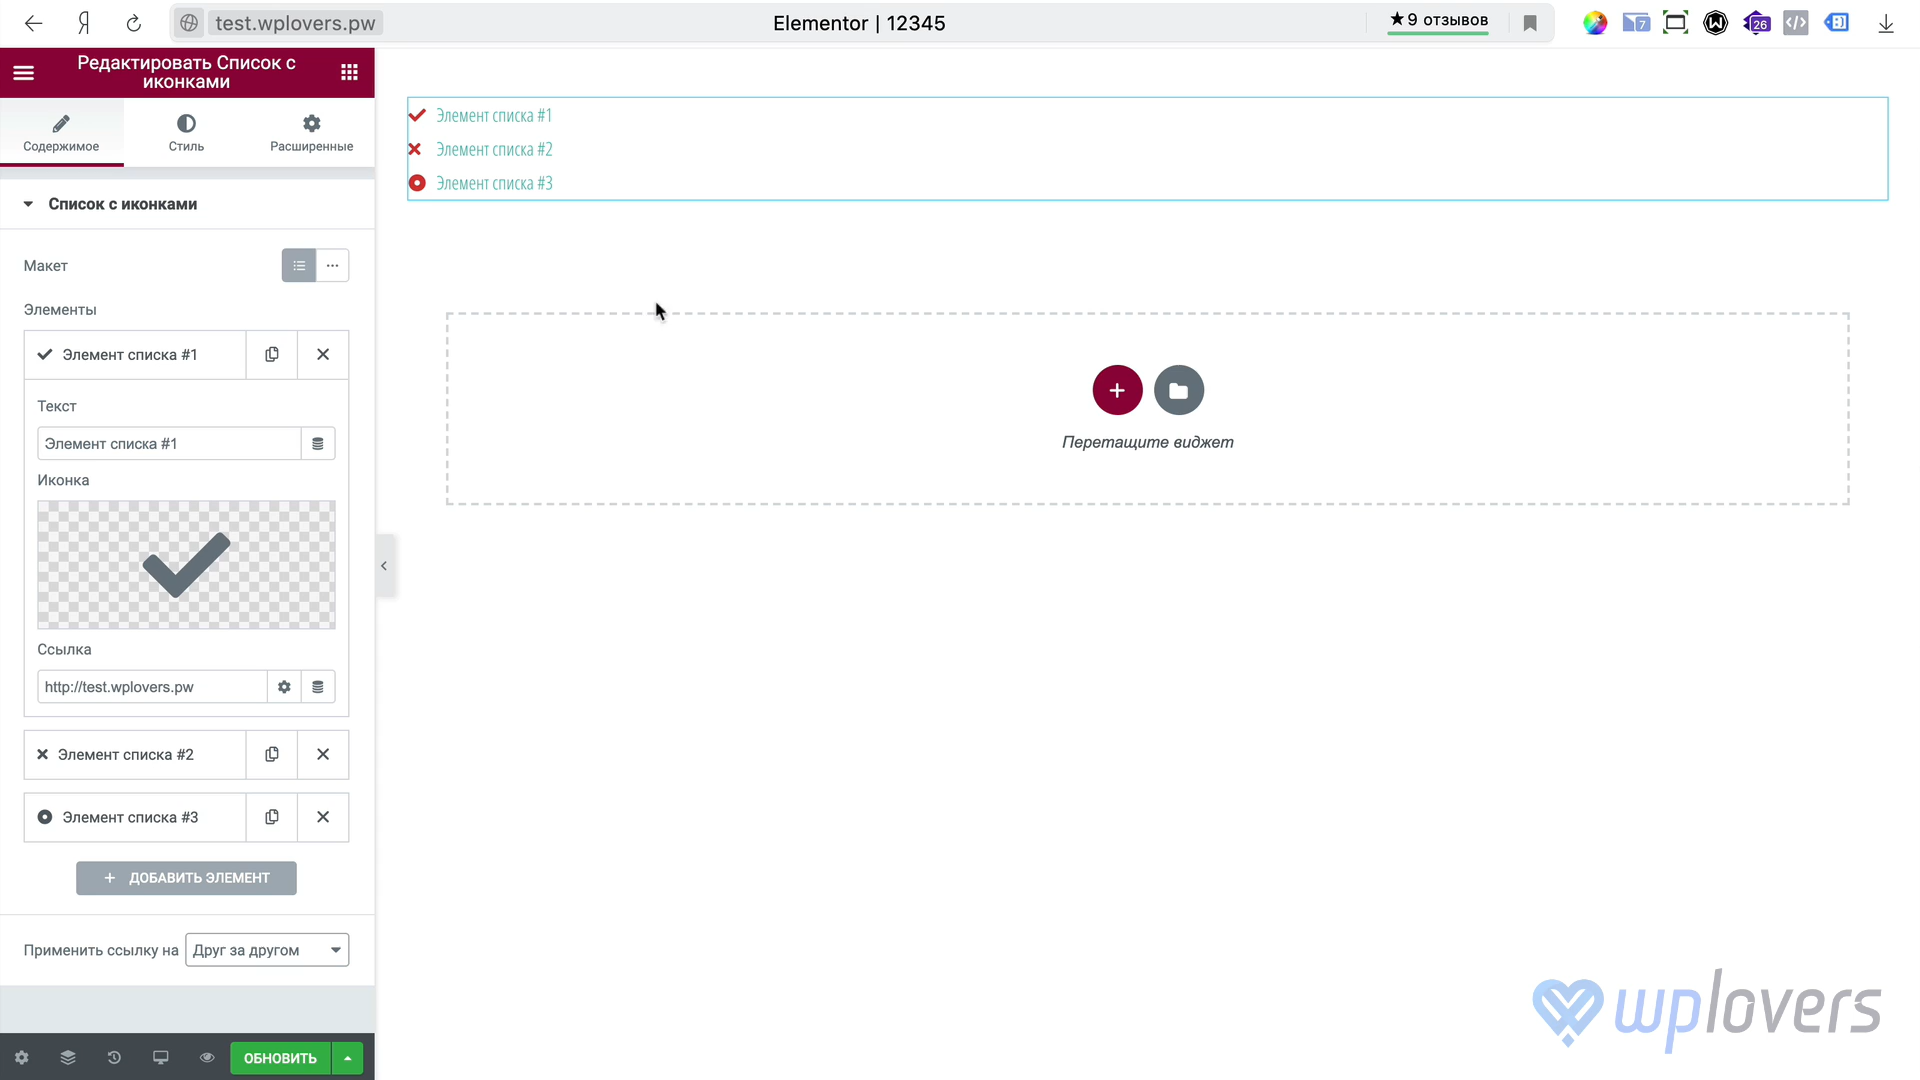 test.wplovers.pw
Elementor | 12345
★9 отзывов
7
26
</>
Редактировать Список с
иконками
Содержимое
Стиль
Расширенные
Список с иконками
Макет
Элементы
Элемент списка #1
Текст
Элемент списка #1
Иконка
Ссылка
http://test.wplovers.pw
Элемент списка #2
Элемент списка #3
+ ДОБАВИТЬ ЭЛЕМЕНТ
Применить ссылку на
Друг за другом
ОБНОВИТЬ
Элемент списка #1
Элемент списка #2
Элемент списка #3
Перетащите виджет
wplovers